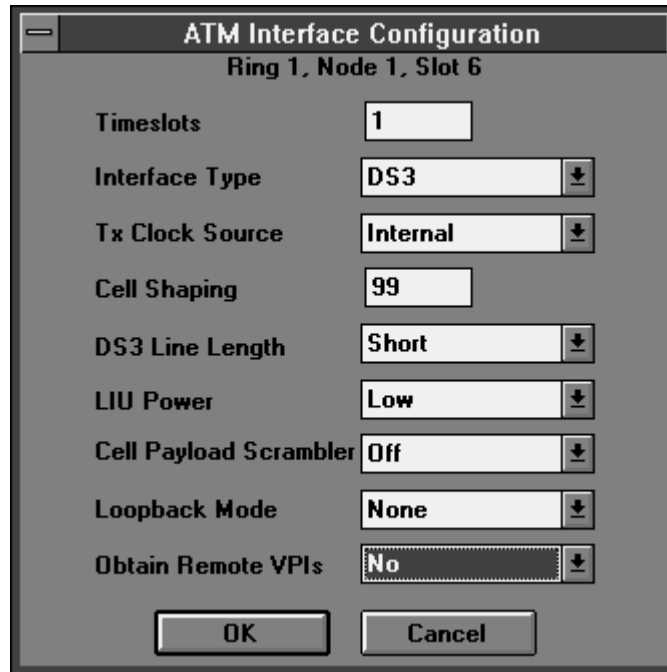 ATM Interface Configuration
Ring 1, Node 1, Slot 6
Timeslots 1
Interface Type DS3
Tx Clock Source Internal
Cell Shaping 99
DS3 Line Length Short
LIU Power Low
Cell Payload Scrambler Off
Loopback Mode None
Obtain Remote VPIs No
OK Cancel